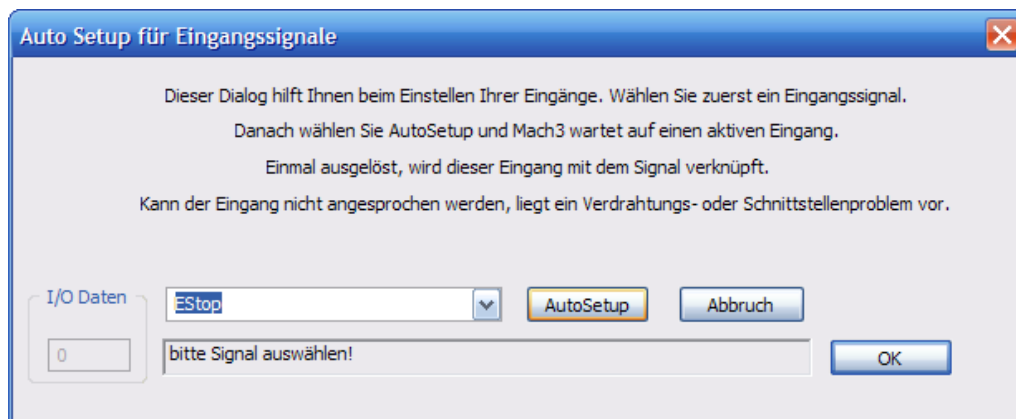 Auto Setup für Eingangssignale
Dieser Dialog hilft Ihnen beim Einstellen Ihrer Eingänge. Wählen Sie zuerst ein Eingangssignal.
Danach wählen Sie AutoSetup und Mach3 wartet auf einen aktiven Eingang.
Einmal ausgelöst, wird dieser Eingang mit dem Signal verknüpft.
Kann der Eingang nicht angesprochen werden, liegt ein Verdrahtungs- oder Schnittstellenproblem vor.
I/O Daten
EStop
AutoSetup
Abbruch
0
bitte Signal auswählen!
OK